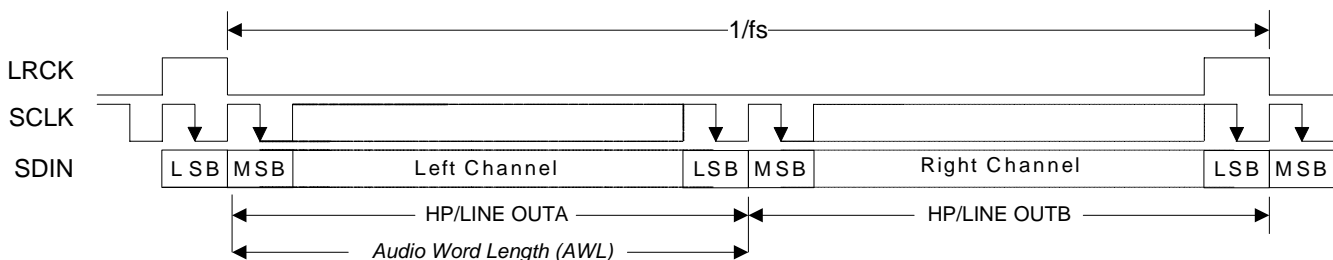 1/fs
LRCK
SCLK
SDIN
LSB MSB Left Channel LSB MSB Right Channel LSB MSB
HP/LINE OUTA HP/LINE OUTB
Audio Word Length (AWL)